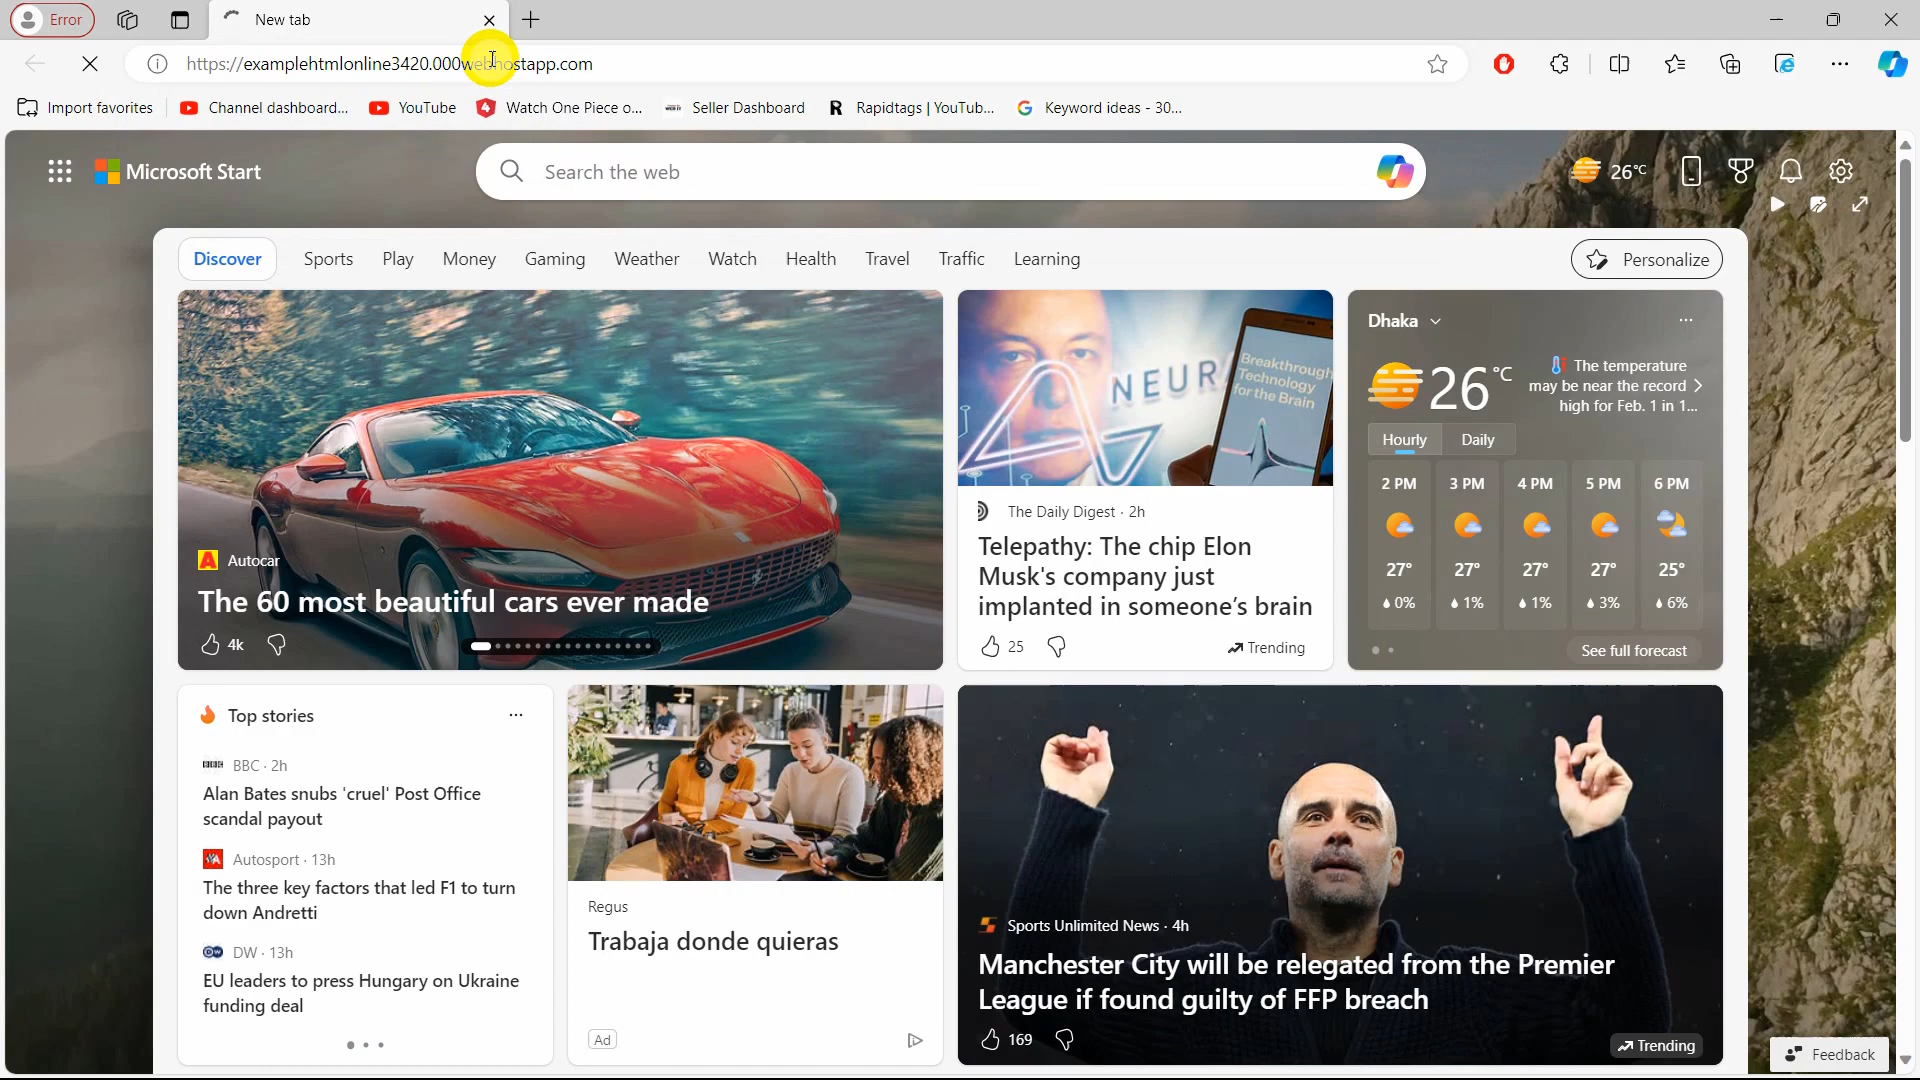 Error
New tab
https://examplehtmlonline3420.000webhostapp.com
Import favorites
Channel dashboard...
YouTube
Watch One Piece o...
Seller Dashboard
Rapidtags | YouTub...
Keyword ideas - 30...
Microsoft Start
Search the web
26°C
Discover
Sports
Play
Money
Gaming
Weather
Watch
Health
Travel
Traffic
Learning
Personalize
Autocar
The 60 most beautiful cars ever made
4k
NEUR
Breakthrough
Technology
for the Brain
The Daily Digest · 2h
Telepathy: The chip Elon
Musk's company just
implanted in someone's brain
25
Trending
Dhaka
26°C
The temperature
may be near the record
high for Feb. 1 in 1...
Hourly
Daily
2 PM
3 PM
4 PM
5 PM
6 PM
27°
27°
27°
27°
25°
0%
1%
1%
3%
6%
See full forecast
Top stories
BBC · 2h
Alan Bates snubs 'cruel' Post Office
scandal payout
Autosport · 13h
The three key factors that led F1 to turn
down Andretti
DW · 13h
EU leaders to press Hungary on Ukraine
funding deal
Regus
Trabaja donde quieras
Ad
Sports Unlimited News · 4h
Manchester City will be relegated from the Premier
League if found guilty of FFP breach
169
Trending
Feedback